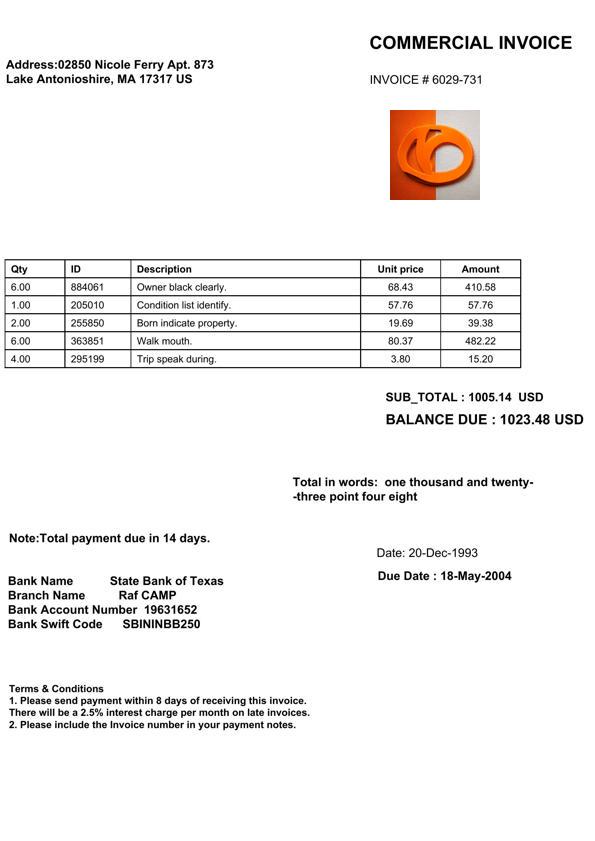 COMMERCIAL INVOICE
Address:02850 Nicole Ferry Apt. 873
Lake Antonioshire, MA 17317 US
INVOICE # 6029-731
Qty ID Description Unit price Amount
6.00 884061 Owner black clearly. 68.43 410.58
1.00 205010 Condition list identify. 57.76 57.76
2.00 255850 Born indicate property. 19.69 39.38
6.00 363851 Walk mouth. 80.37 482.22
4.00 295199 Trip speak during. 3.80 15.20
SUB_TOTAL : 1005.14 USD
BALANCE DUE : 1023.48 USD
Total in words: one thousand and twenty-
-three point four eight
Note:Total payment due in 14 days.
Date: 20-Dec-1993
Due Date : 18-May-2004
Bank Name State Bank of Texas
Branch Name Raf CAMP
Bank Account Number 19631652
Bank Swift Code SBININBB250
Terms & Conditions
1. Please send payment within 8 days of receiving this invoice.
There will be a 2.5% interest charge per month on late invoices.
2. Please include the Invoice number in your payment notes.